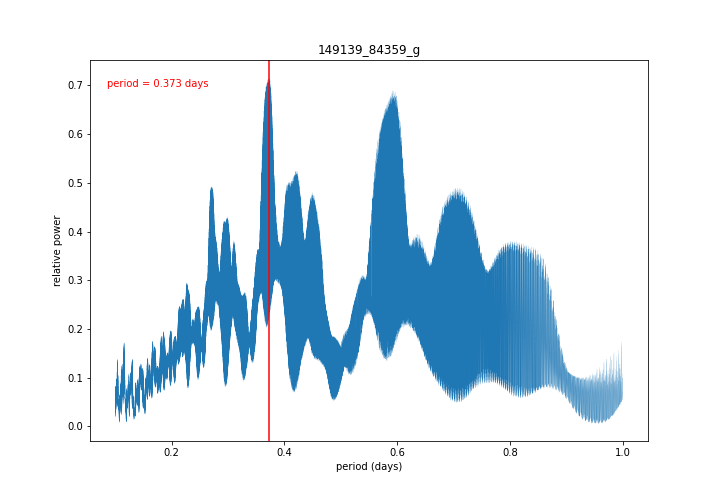 149139_84359_g
period = 0.373 days
relative power
0.7
0.6
0.5
0.4
0.3
0.2
0.1
0.0
0.2 0.4 0.6 0.8 1.0
period (days)